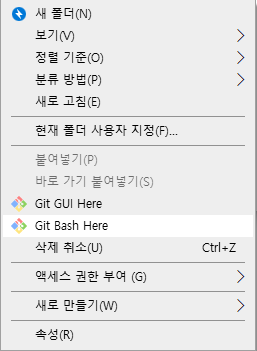 새 폴더(N)
보기(V)
정렬 기준(O)
분류 방법(P)
새로 고침(E)
현재 폴더 사용자 지정(F)...
붙여넣기(P)
바로 가기 붙여넣기(S)
Git GUI Here
Git Bash Here
삭제 취소(U) Ctrl+Z
액세스 권한 부여 (G)
새로 만들기(W)
속성(R)